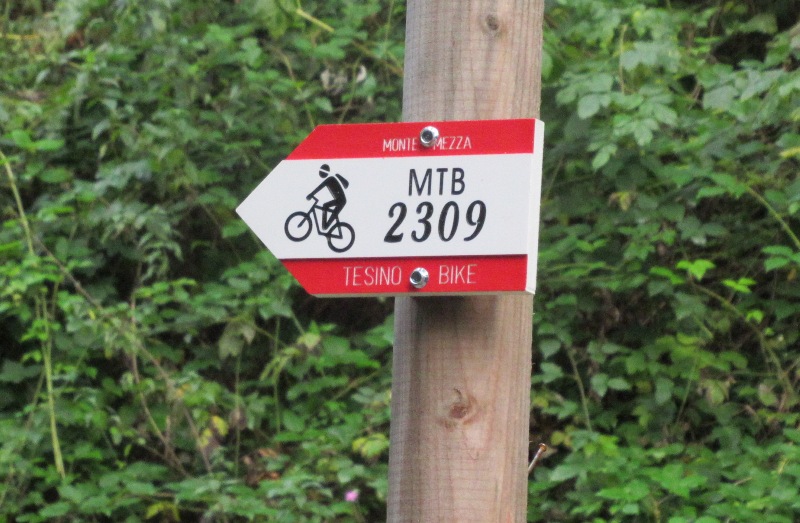 MONTE MEZZA
MTB
2309
TESINO BIKE